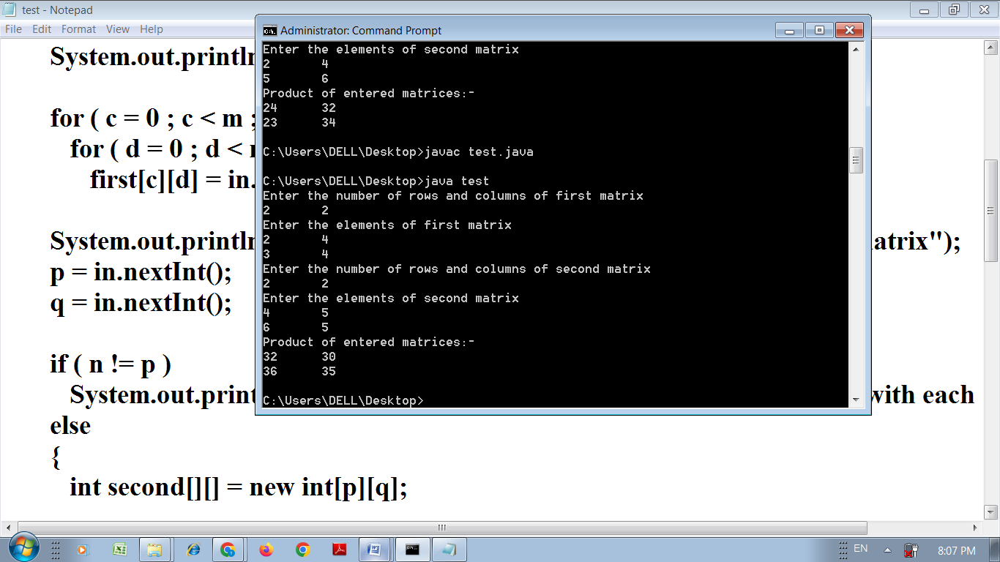 test - Notepad
File Edit Format View Help
System.out.println
for ( c = 0 ; c < m ;
for ( d = 0 ; d <
first[c][d] = in.
System.out.println atrix");
p = in.nextInt();
q = in.nextInt();
if ( n != p )
System.out.print with each
else
{
int second[][] = new int[p][q];
Administrator: Command Prompt
Enter the elements of second matrix
2 4
5 6
Product of entered matrices:-
24 32
23 34
C:\Users\DELL\Desktop>javac test.java
C:\Users\DELL\Desktop>java test
Enter the number of rows and columns of first matrix
2 2
Enter the elements of first matrix
2 4
3 4
Enter the number of rows and columns of second matrix
2 2
Enter the elements of second matrix
4 5
6 5
Product of entered matrices:-
32 30
36 35
C:\Users\DELL\Desktop>
EN
8:07 PM